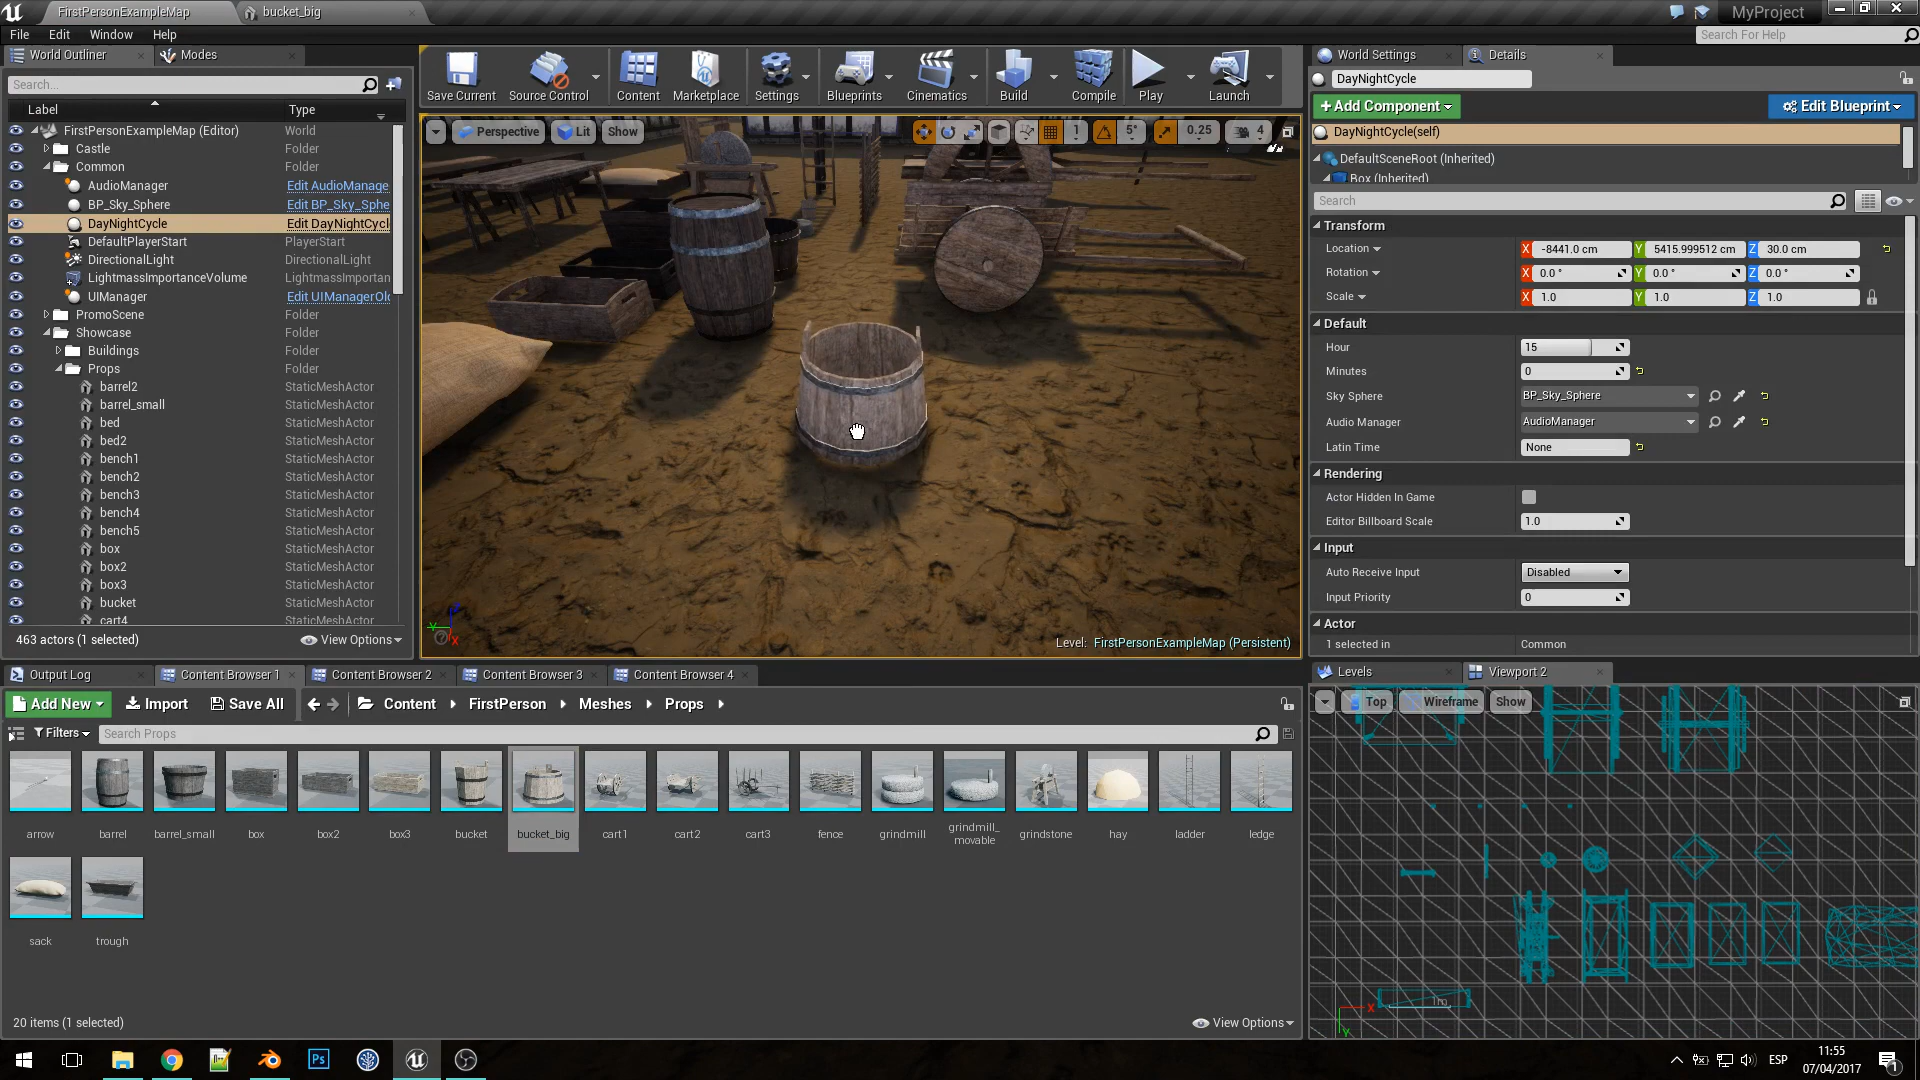 FirstPersonExampleMap
bucket_big
MyProject
File Edit Window Help
Search For Help
World Outliner
Modes
Search...
Label Type
FirstPersonExampleMap (Editor) World
Castle Folder
Common Folder
AudioManager Edit AudioManage
BP_Sky_Sphere Edit BP_Sky_Sphe
DayNightCycle Edit DayNightCycl
DefaultPlayerStart PlayerStart
DirectionalLight DirectionalLight
LightmassImportanceVolume LightmassImportan
UIManager Edit UIManagerOl
PromoScene Folder
Showcase Folder
Buildings Folder
Props Folder
barrel2 StaticMeshActor
barrel_small StaticMeshActor
bed StaticMeshActor
bed2 StaticMeshActor
bench1 StaticMeshActor
bench2 StaticMeshActor
bench3 StaticMeshActor
bench4 StaticMeshActor
bench5 StaticMeshActor
box StaticMeshActor
box2 StaticMeshActor
box3 StaticMeshActor
bucket StaticMeshActor
cart4 StaticMeshActor
463 actors (1 selected) View Options
Save Current Source Control Content Marketplace Settings Blueprints Cinematics Build Compile Play Launch
Perspective Lit Show 1 5° 0.25 4
Level: FirstPersonExampleMap (Persistent)
World Settings Details
DayNightCycle
+Add Component Edit Blueprint
DayNightCycle(self)
DefaultSceneRoot (Inherited)
Box (Inherited)
Search
Transform
Location X -8441.0 cm Y 5415.999512 cm Z 30.0 cm
Rotation X 0.0 ° Y 0.0 ° Z 0.0 °
Scale X 1.0 Y 1.0 Z 1.0
Default
Hour 15
Minutes 0
Sky Sphere BP_Sky_Sphere
Audio Manager AudioManager
Latin Time None
Rendering
Actor Hidden In Game
Editor Billboard Scale 1.0
Input
Auto Receive Input Disabled
Input Priority 0
Actor
1 selected in Common
Output Log Content Browser 1 Content Browser 2 Content Browser 3 Content Browser 4
Add New Import Save All Content FirstPerson Meshes Props
Filters Search Props
arrow barrel barrel_small box box2 box3 bucket bucket_big cart1 cart2 cart3 fence grindmill grindmill_ movable grindstone hay ladder ledge
sack trough
20 items (1 selected) View Options
Levels Viewport 2
Top Wireframe Show
1m
X
Y
ESP
11:55
07/04/2017
1